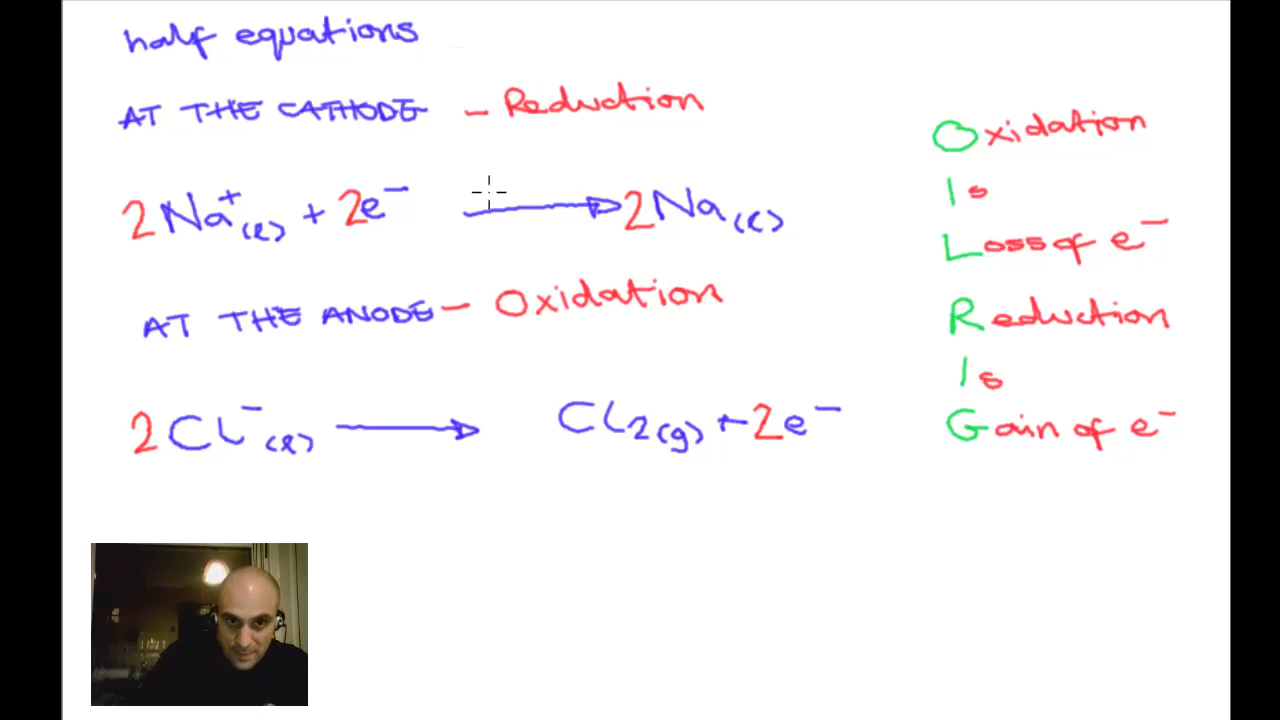 half equations
AT THE CATHODE - Reduction
2Na⁺(l) + 2e⁻ → 2Na(l)
AT THE ANODE - Oxidation
2Cl⁻(l) → Cl₂(g) + 2e⁻
Oxidation
Is
Loss of e⁻
Reduction
Is
Gain of e⁻